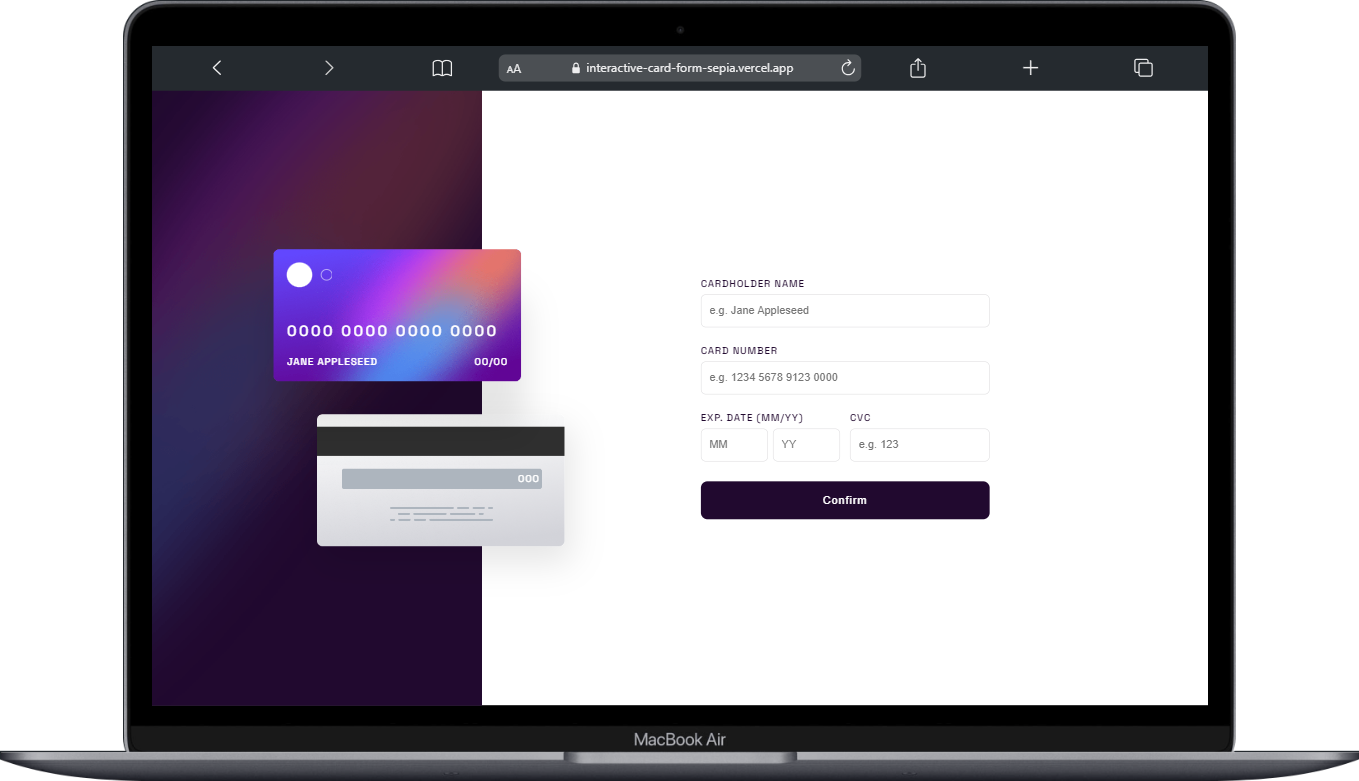 AA interactive-card-form-sepia.vercel.app
0000 0000 0000 0000
JANE APPLESEED 00/00
000
CARDHOLDER NAME
e.g. Jane Appleseed
CARD NUMBER
e.g. 1234 5678 9123 0000
EXP. DATE (MM/YY) CVC
MM YY e.g. 123
Confirm
MacBook Air